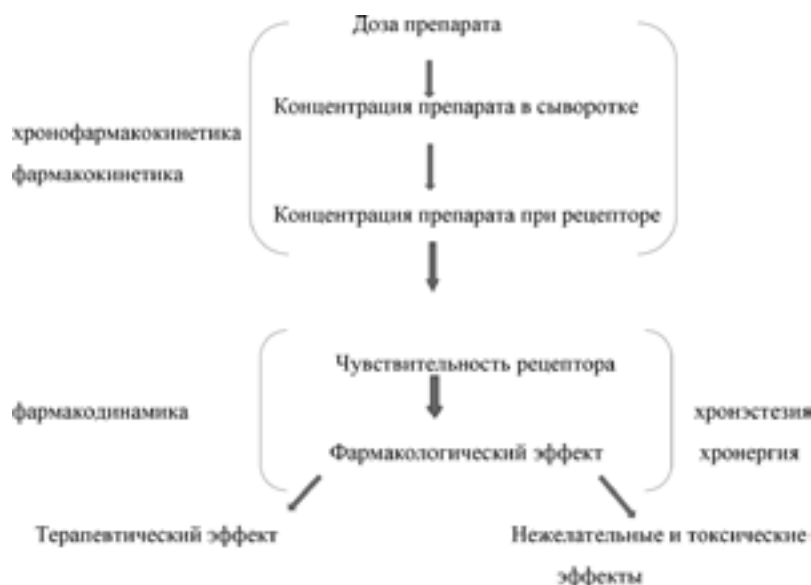 Доза препарата
Концентрация препарата в сыворотке
хронофармакокинетика
фармакокинетика
Концентрация препарата при рецепторе
Чувствительность рецептора
фармакодинамика
хронэстезия
Фармакологический эффект
хронергия
Терапевтический эффект
Нежелательные и токсические
эффекты